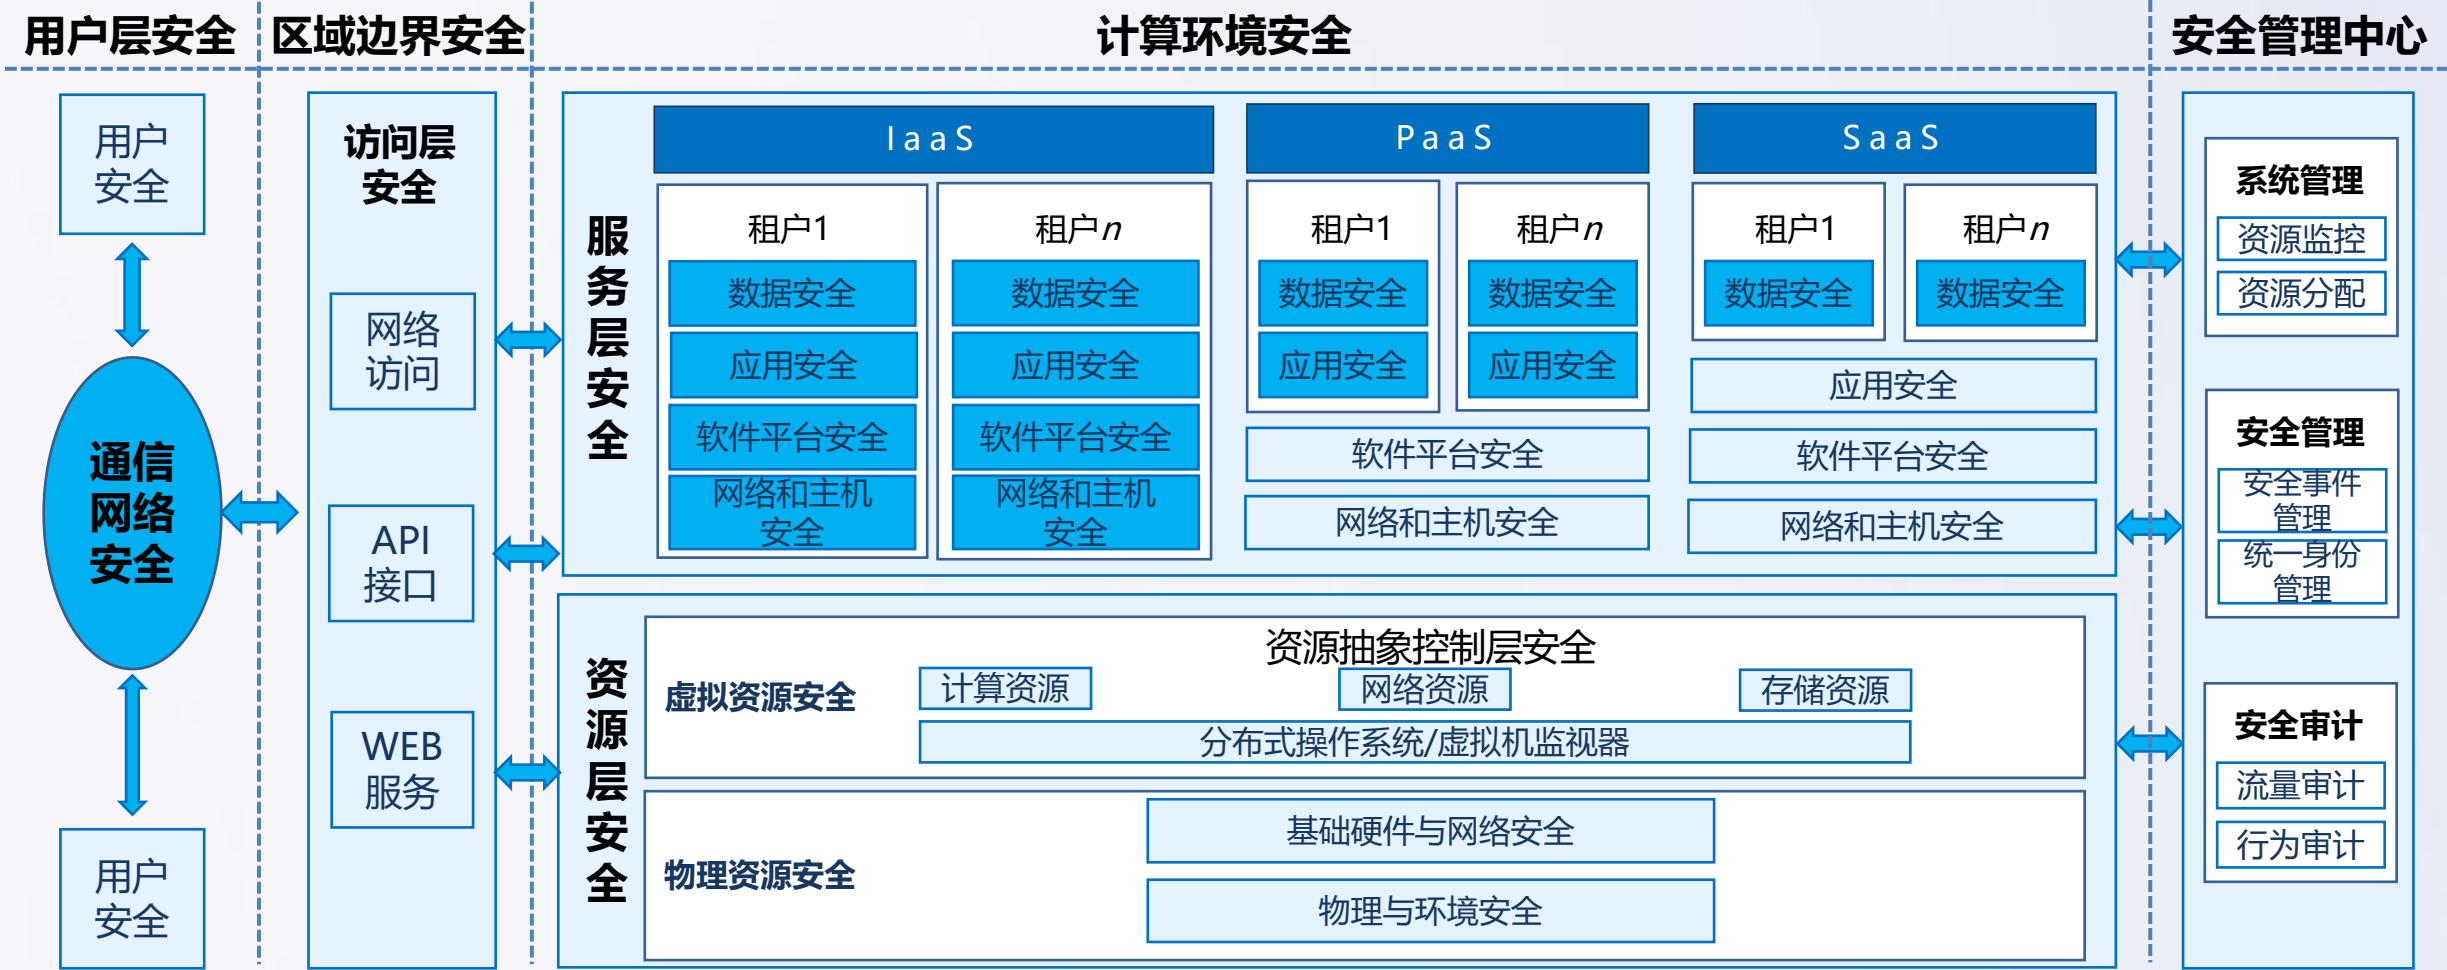 用户层安全
区域边界安全
计算环境安全
安全管理中心
用户
安全
通信
网络
安全
用户
安全
访问层
安全
网络
访问
API
接口
WEB
服务
服
务
层
安
全
IaaS
租户1
数据安全
应用安全
软件平台安全
网络和主机
安全
租户n
数据安全
应用安全
软件平台安全
网络和主机
安全
PaaS
租户1
数据安全
应用安全
租户n
数据安全
应用安全
软件平台安全
网络和主机安全
SaaS
租户1
数据安全
租户n
数据安全
应用安全
软件平台安全
网络和主机安全
资
源
层
安
全
资源抽象控制层安全
虚拟资源安全
计算资源
网络资源
存储资源
分布式操作系统/虚拟机监视器
物理资源安全
基础硬件与网络安全
物理与环境安全
系统管理
资源监控
资源分配
安全管理
安全事件
管理
统一身份
管理
安全审计
流量审计
行为审计